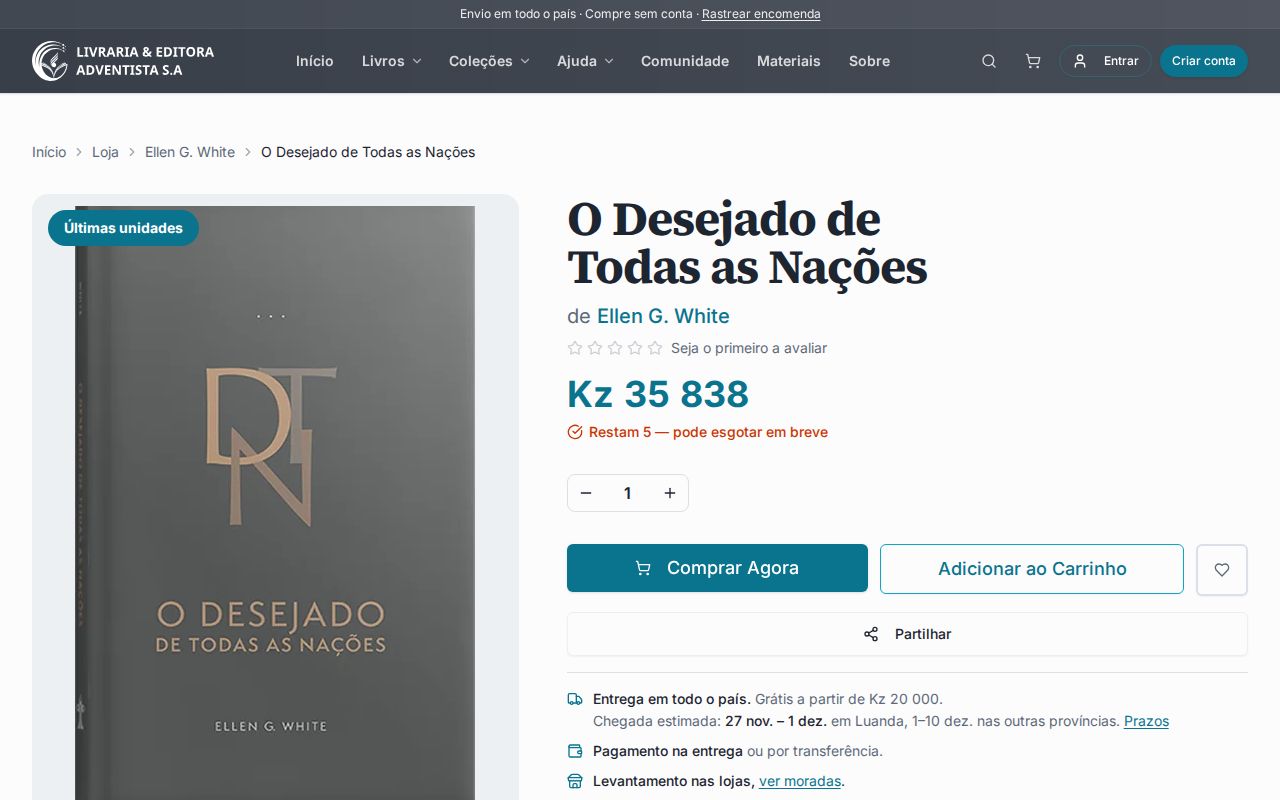 Envio em todo o país · Compre sem conta · Rastrear encomenda
LIVRARIA & EDITORA
ADVENTISTA S.A
Início
Livros
Coleções
Ajuda
Comunidade
Materiais
Sobre
Entrar
Criar conta
Início > Loja > Ellen G. White > O Desejado de Todas as Nações
Últimas unidades
DTN
O DESEJADO
DE TODAS AS NAÇÕES
ELLEN G. WHITE
O Desejado de
Todas as Nações
de Ellen G. White
Seja o primeiro a avaliar
Kz 35 838
Restam 5 — pode esgotar em breve
− 1 +
Comprar Agora
Adicionar ao Carrinho
Partilhar
Entrega em todo o país. Grátis a partir de Kz 20 000.
Chegada estimada: 27 nov. – 1 dez. em Luanda, 1–10 dez. nas outras províncias. Prazos
Pagamento na entrega ou por transferência.
Levantamento nas lojas, ver moradas.